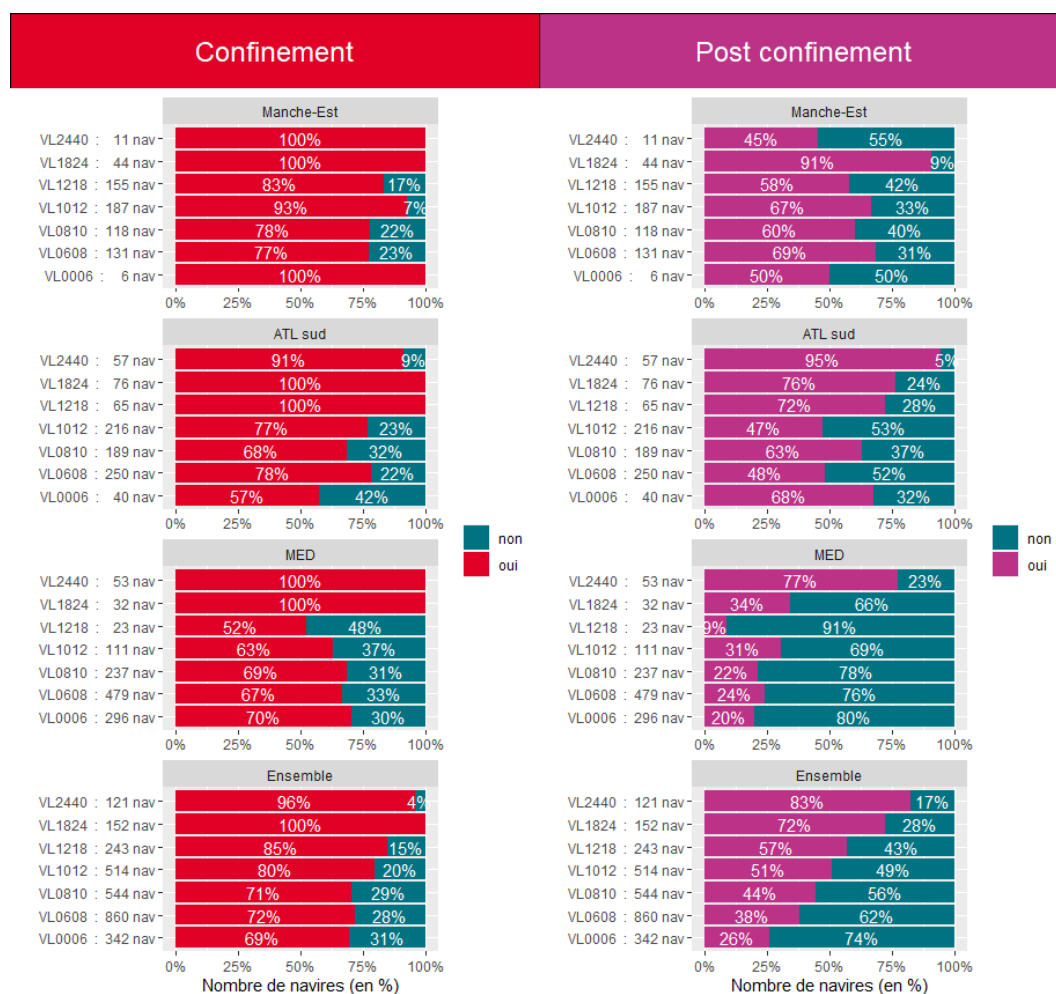 Confinement
Post confinement
Manche-Est
VL2440 : 11 nav 100%
VL1824 : 44 nav 100%
VL1218 : 155 nav 83% 17%
VL1012 : 187 nav 93% 7%
VL0810 : 118 nav 78% 22%
VL0608 : 131 nav 77% 23%
VL0006 : 6 nav 100%
0% 25% 50% 75% 100%
ATL sud
VL2440 : 57 nav 91% 9%
VL1824 : 76 nav 100%
VL1218 : 65 nav 100%
VL1012 : 216 nav 77% 23%
VL0810 : 189 nav 68% 32%
VL0608 : 250 nav 78% 22%
VL0006 : 40 nav 57% 42%
0% 25% 50% 75% 100%
MED
VL2440 : 53 nav 100%
VL1824 : 32 nav 100%
VL1218 : 23 nav 52% 48%
VL1012 : 111 nav 63% 37%
VL0810 : 237 nav 69% 31%
VL0608 : 479 nav 67% 33%
VL0006 : 296 nav 70% 30%
0% 25% 50% 75% 100%
Ensemble
VL2440 : 121 nav 96% 4%
VL1824 : 152 nav 100%
VL1218 : 243 nav 85% 15%
VL1012 : 514 nav 80% 20%
VL0810 : 544 nav 71% 29%
VL0608 : 860 nav 72% 28%
VL0006 : 342 nav 69% 31%
0% 25% 50% 75% 100%
Nombre de navires (en %)
non
oui
Manche-Est
VL2440 : 11 nav 45% 55%
VL1824 : 44 nav 91% 9%
VL1218 : 155 nav 58% 42%
VL1012 : 187 nav 67% 33%
VL0810 : 118 nav 60% 40%
VL0608 : 131 nav 69% 31%
VL0006 : 6 nav 50% 50%
0% 25% 50% 75% 100%
ATL sud
VL2440 : 57 nav 95% 5%
VL1824 : 76 nav 76% 24%
VL1218 : 65 nav 72% 28%
VL1012 : 216 nav 47% 53%
VL0810 : 189 nav 63% 37%
VL0608 : 250 nav 48% 52%
VL0006 : 40 nav 68% 32%
0% 25% 50% 75% 100%
MED
VL2440 : 53 nav 77% 23%
VL1824 : 32 nav 34% 66%
VL1218 : 23 nav 9% 91%
VL1012 : 111 nav 31% 69%
VL0810 : 237 nav 22% 78%
VL0608 : 479 nav 24% 76%
VL0006 : 296 nav 20% 80%
0% 25% 50% 75% 100%
Ensemble
VL2440 : 121 nav 83% 17%
VL1824 : 152 nav 72% 28%
VL1218 : 243 nav 57% 43%
VL1012 : 514 nav 51% 49%
VL0810 : 544 nav 44% 56%
VL0608 : 860 nav 38% 62%
VL0006 : 342 nav 26% 74%
0% 25% 50% 75% 100%
Nombre de navires (en %)
non
oui